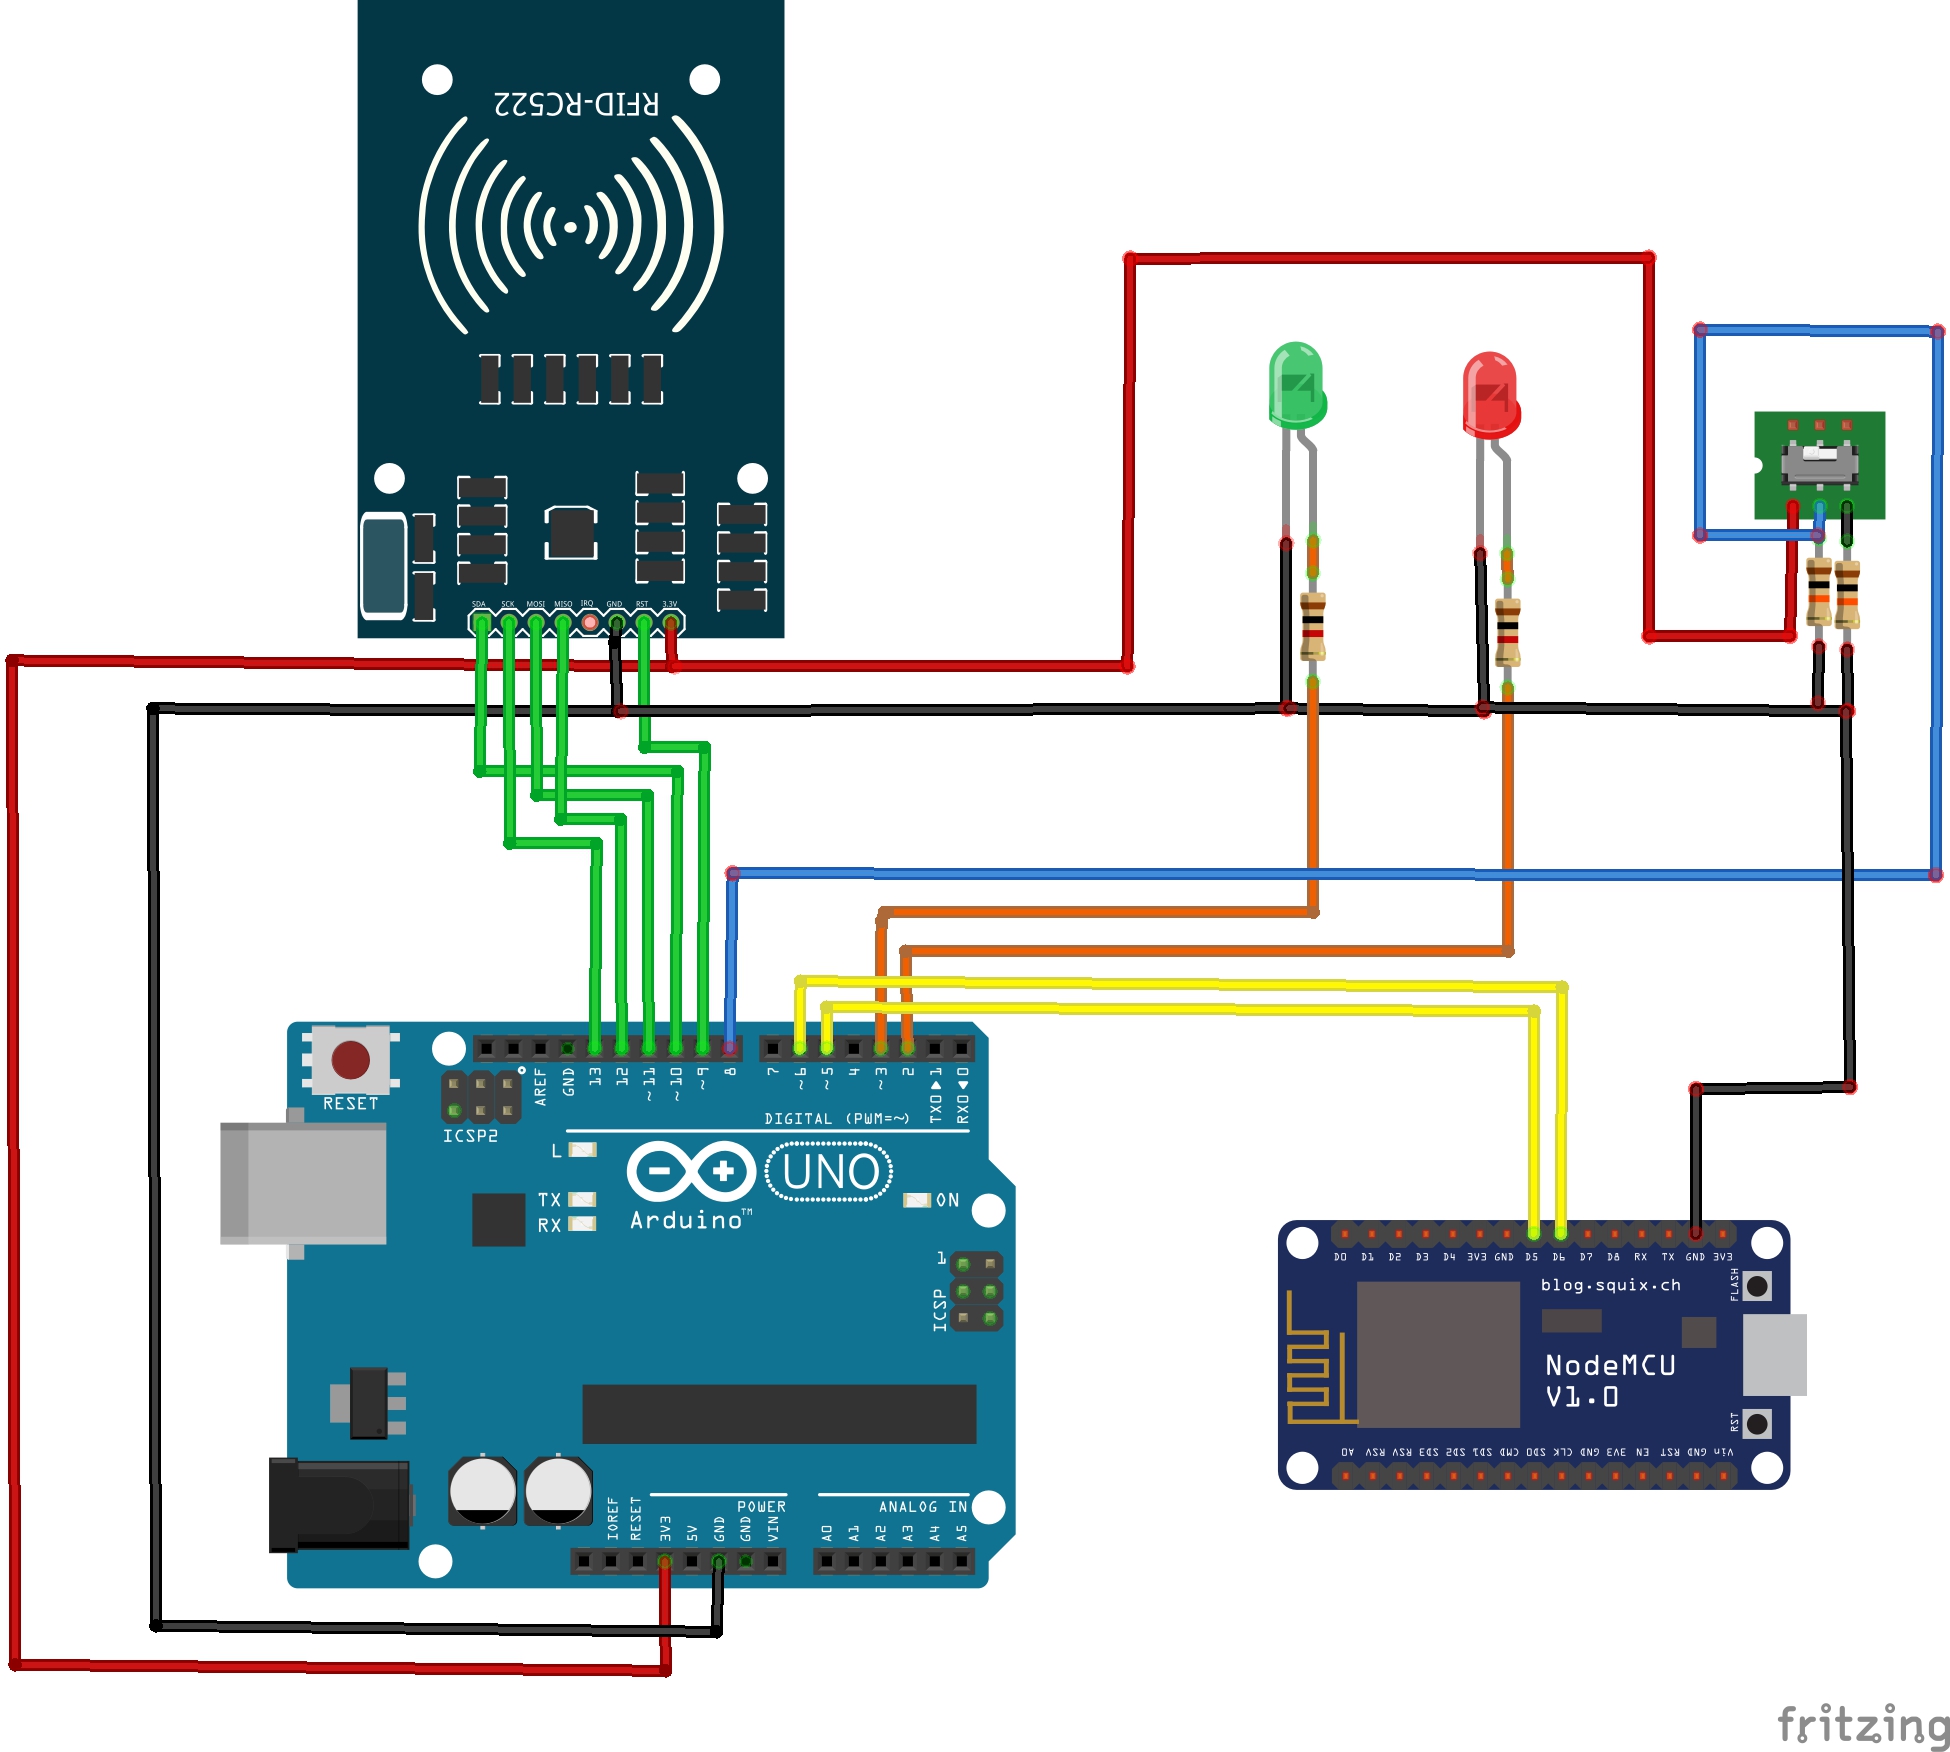 RFID-RC522
SDA SCK MOSI MISO IRQ GND RST 3.3V
RESET
ICSP2
AREF GND 13 12 ~11 ~10 ~9 8 7 ~6 ~5 4 ~3 2 TX0▶1 RX0◀0
DIGITAL (PWM=~)
L
TX
RX
UNO
Arduino™
ON
1
ICSP
POWER
ANALOG IN
IOREF RESET 3V3 5V GND GND VIN A0 A1 A2 A3 A4 A5
D0 D1 D2 D3 D4 3V3 GND D5 D6 D7 D8 RX TX GND 3V3
blog.squix.ch
FLASH
NodeMCU
V1.0
RST
A0 RSV RSV SD3 SD2 SD1 CMD SD0 CLK GND 3V3 EN RST GND Vin
fritzing